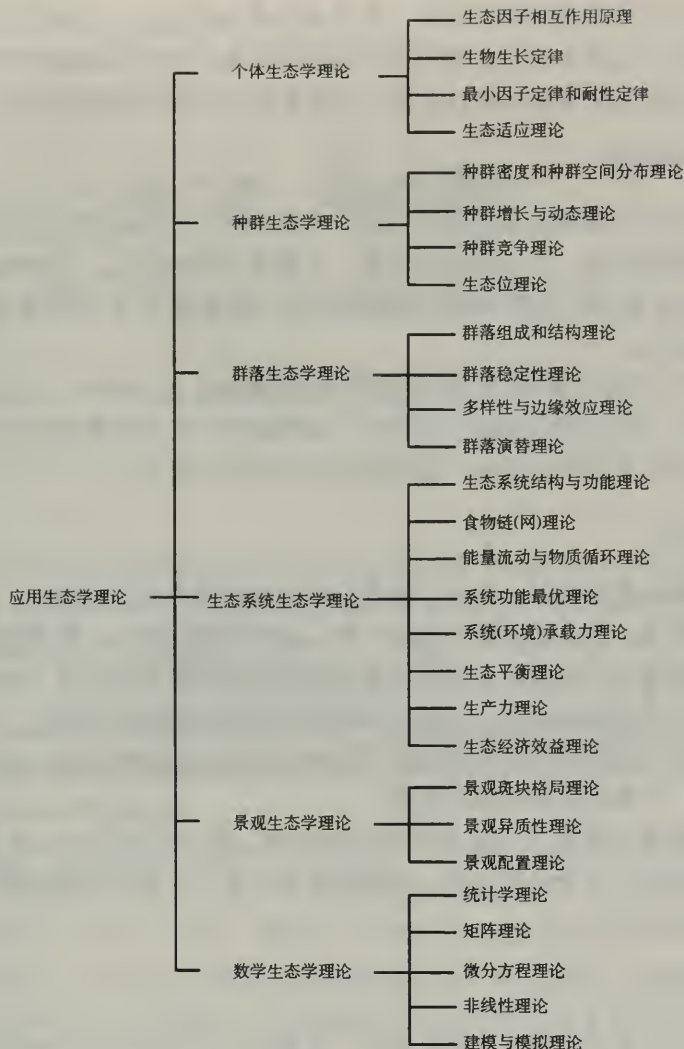 应用生态学理论
个体生态学理论
生态因子相互作用原理
生物生长定律
最小因子定律和耐性定律
生态适应理论
种群生态学理论
种群密度和种群空间分布理论
种群增长与动态理论
种群竞争理论
生态位理论
群落生态学理论
群落组成和结构理论
群落稳定性理论
多样性与边缘效应理论
群落演替理论
生态系统生态学理论
生态系统结构与功能理论
食物链(网)理论
能量流动与物质循环理论
系统功能最优理论
系统(环境)承载力理论
生态平衡理论
生产力理论
生态经济效益理论
景观生态学理论
景观斑块格局理论
景观异质性理论
景观配置理论
数学生态学理论
统计学理论
矩阵理论
微分方程理论
非线性理论
建模与模拟理论